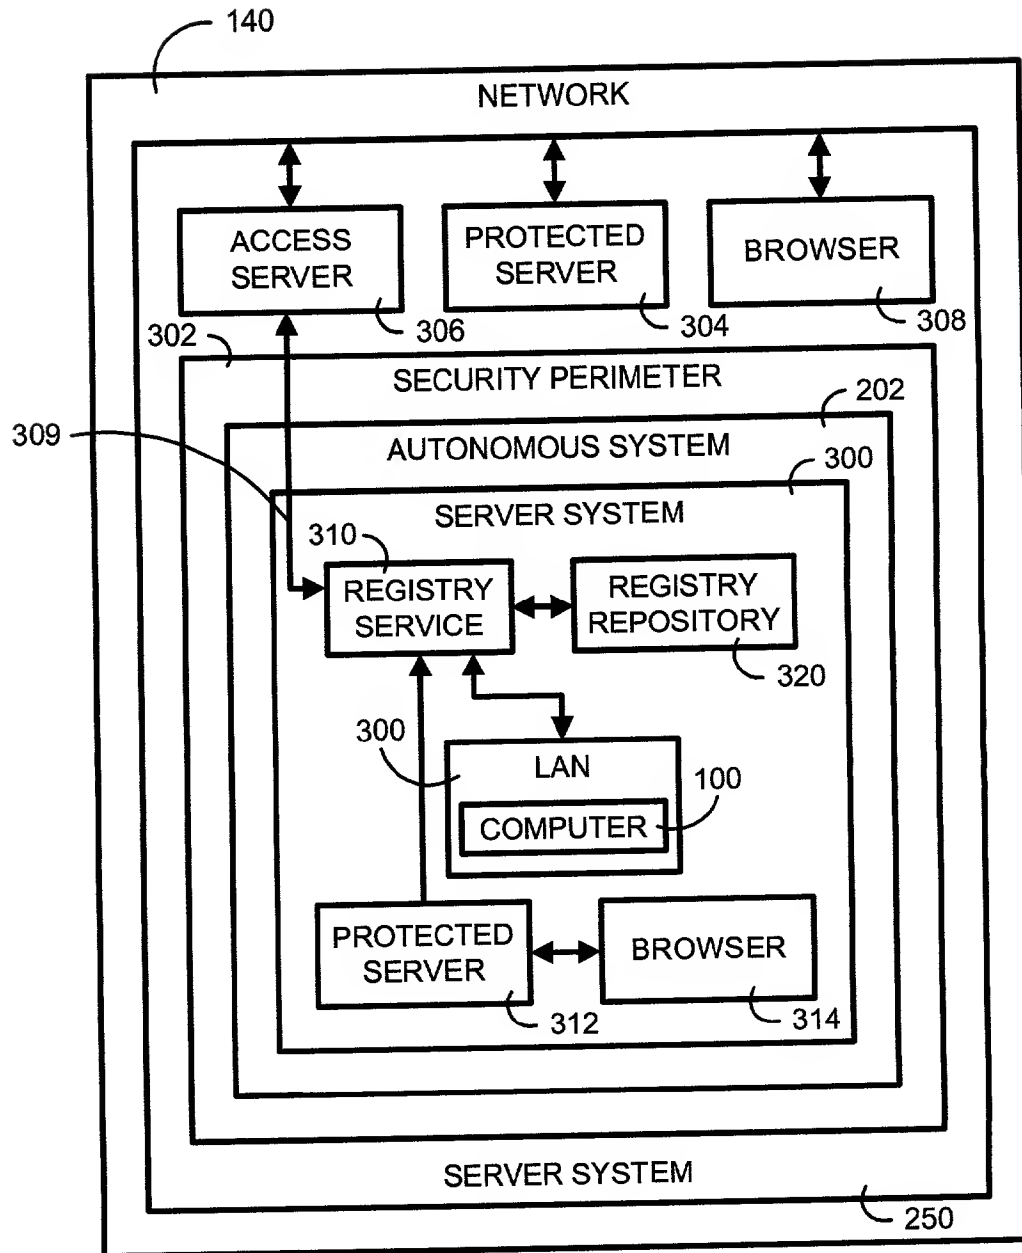 140
NETWORK
ACCESS
SERVER
306
PROTECTED
SERVER
304
BROWSER
308
302
SECURITY PERIMETER
202
AUTONOMOUS SYSTEM
309
300
SERVER SYSTEM
310
REGISTRY
SERVICE
REGISTRY
REPOSITORY
320
300
LAN
100
COMPUTER
PROTECTED
SERVER
312
BROWSER
314
SERVER SYSTEM
250